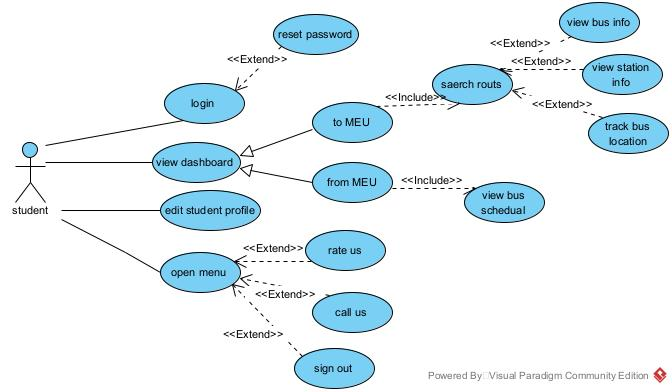 reset password
<<Extend>>
login
student
view dashboard
edit student profile
open menu
to MEU
from MEU
<<Include>>
saerch routs
<<Extend>>
view bus info
<<Extend>>
view station
info
<<Extend>>
track bus
location
<<Include>>
view bus
schedual
<<Extend>>
rate us
<<Extend>>
call us
<<Extend>>
sign out
Powered By Visual Paradigm Community Edition